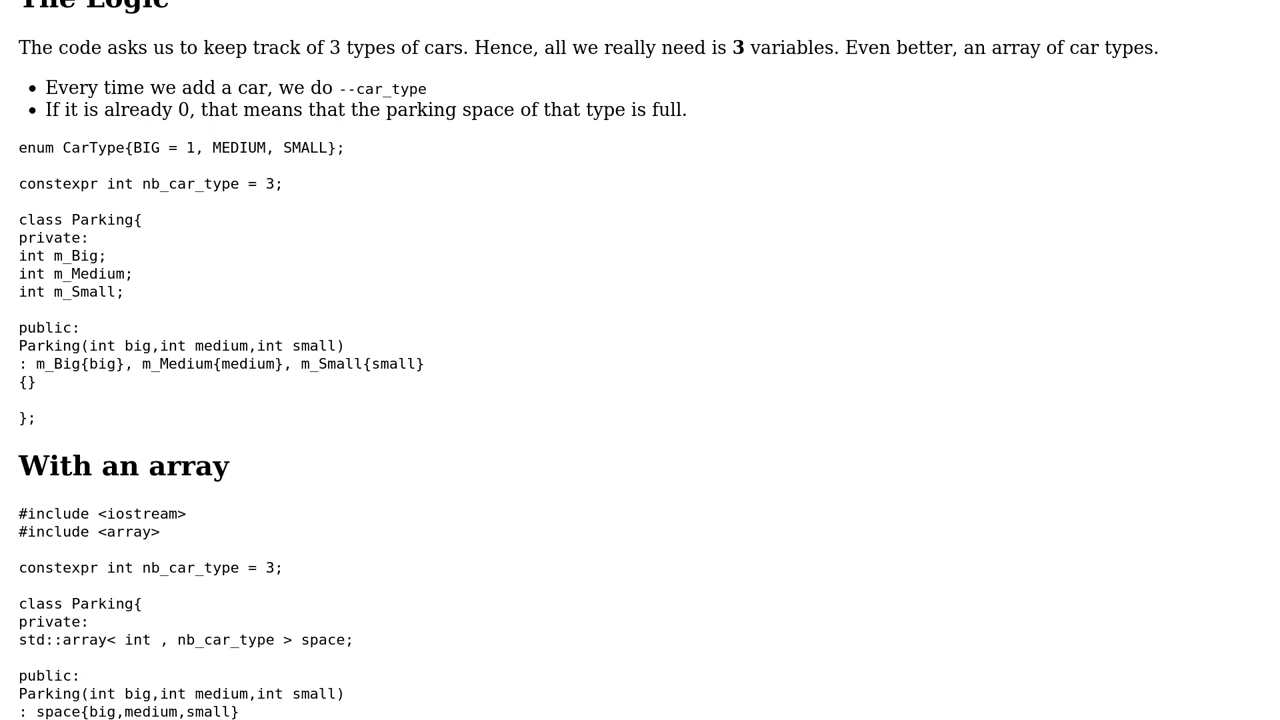 The Logic
The code asks us to keep track of 3 types of cars. Hence, all we really need is 3 variables. Even better, an array of car types.
• Every time we add a car, we do --car_type
• If it is already 0, that means that the parking space of that type is full.
enum CarType{BIG = 1, MEDIUM, SMALL};
constexpr int nb_car_type = 3;
class Parking{
private:
int m_Big;
int m_Medium;
int m_Small;
public:
Parking(int big,int medium,int small)
: m_Big{big}, m_Medium{medium}, m_Small{small}
{}
};
With an array
#include <iostream>
#include <array>
constexpr int nb_car_type = 3;
class Parking{
private:
std::array< int , nb_car_type > space;
public:
Parking(int big,int medium,int small)
: space{big,medium,small}